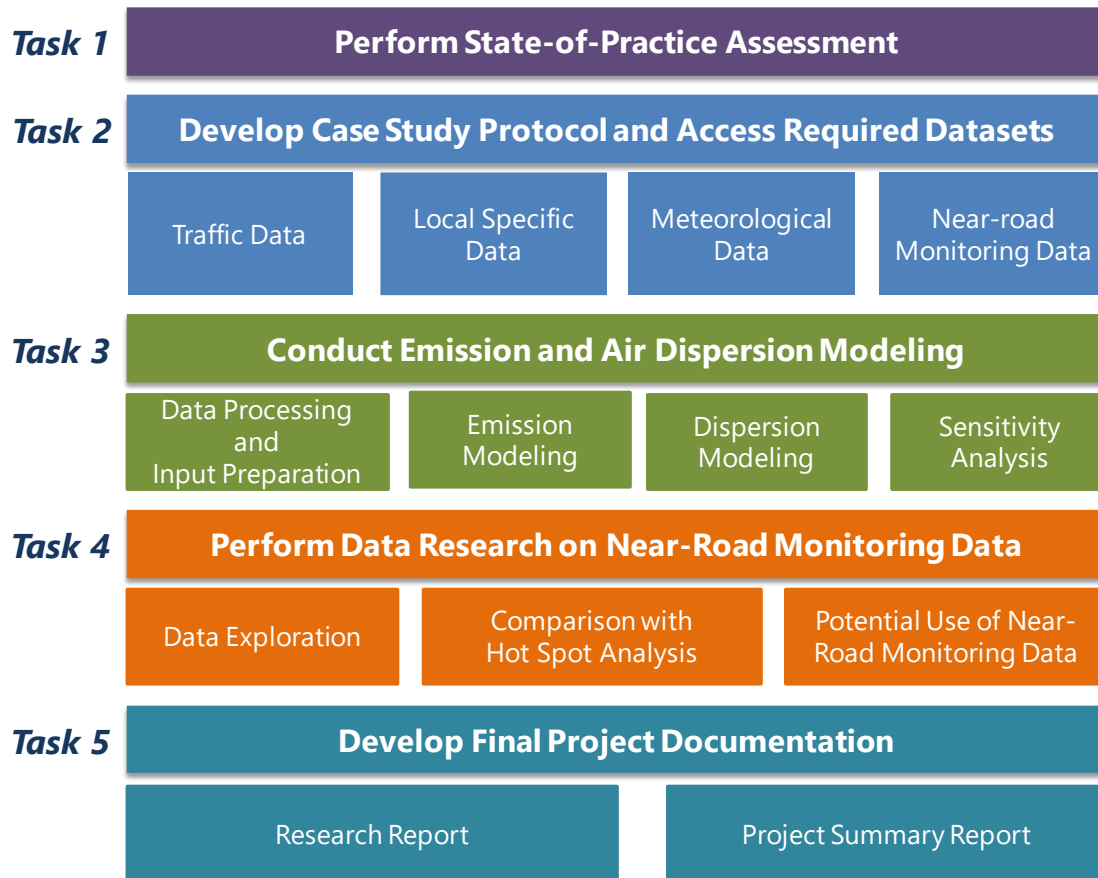 Task 1
Perform State-of-Practice Assessment
Task 2
Develop Case Study Protocol and Access Required Datasets
Traffic Data
Local Specific
Data
Meteorological
Data
Near-road
Monitoring Data
Task 3
Conduct Emission and Air Dispersion Modeling
Data Processing
and
Input Preparation
Emission
Modeling
Dispersion
Modeling
Sensitivity
Analysis
Task 4
Perform Data Research on Near-Road Monitoring Data
Data Exploration
Comparison with
Hot Spot Analysis
Potential Use of Near-
Road Monitoring Data
Task 5
Develop Final Project Documentation
Research Report
Project Summary Report